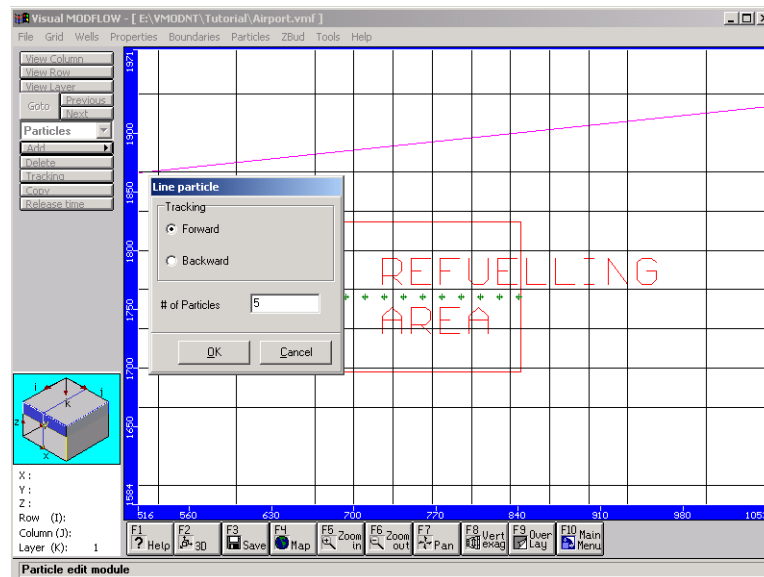 Visual MODFLOW - [ E:\VMODNT\Tutorial\Airport.vmf ]
File Grid Wells Properties Boundaries Particles ZBud Tools Help
View Column
View Row
View Layer
Goto Previous
Next
Particles
Add
Delete
Tracking
Copy
Release time
1971
1900
1850
1800
1750
1700
1650
1584
Line particle
Tracking
Forward
Backward
# of Particles 5
OK Cancel
REFUELLING
AREA
i j
K
z
x
X :
Y :
Z :
Row (I):
Column (J):
Layer (K): 1
516 560 630 700 770 840 910 980 1053
F1 ? Help
F2 3D
F3 Save
F4 Map
F5 Zoom in
F6 Zoom out
F7 Pan
F8 Vert exag
F9 Over Lay
F10 Main Menu
Particle edit module